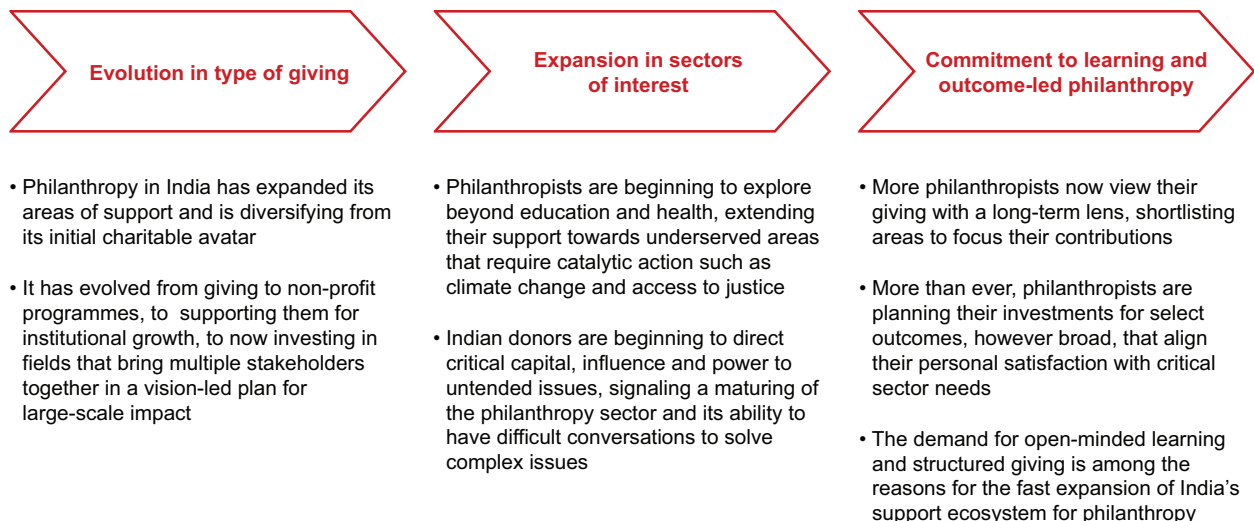 Evolution in type of giving
• Philanthropy in India has expanded its
areas of support and is diversifying from
its initial charitable avatar
• It has evolved from giving to non-profit
programmes, to supporting them for
institutional growth, to now investing in
fields that bring multiple stakeholders
together in a vision-led plan for
large-scale impact
Expansion in sectors
of interest
• Philanthropists are beginning to explore
beyond education and health, extending
their support towards underserved areas
that require catalytic action such as
climate change and access to justice
• Indian donors are beginning to direct
critical capital, influence and power to
untended issues, signaling a maturing of
the philanthropy sector and its ability to
have difficult conversations to solve
complex issues
Commitment to learning and
outcome-led philanthropy
• More philanthropists now view their
giving with a long-term lens, shortlisting
areas to focus their contributions
• More than ever, philanthropists are
planning their investments for select
outcomes, however broad, that align
their personal satisfaction with critical
sector needs
• The demand for open-minded learning
and structured giving is among the
reasons for the fast expansion of India’s
support ecosystem for philanthropy